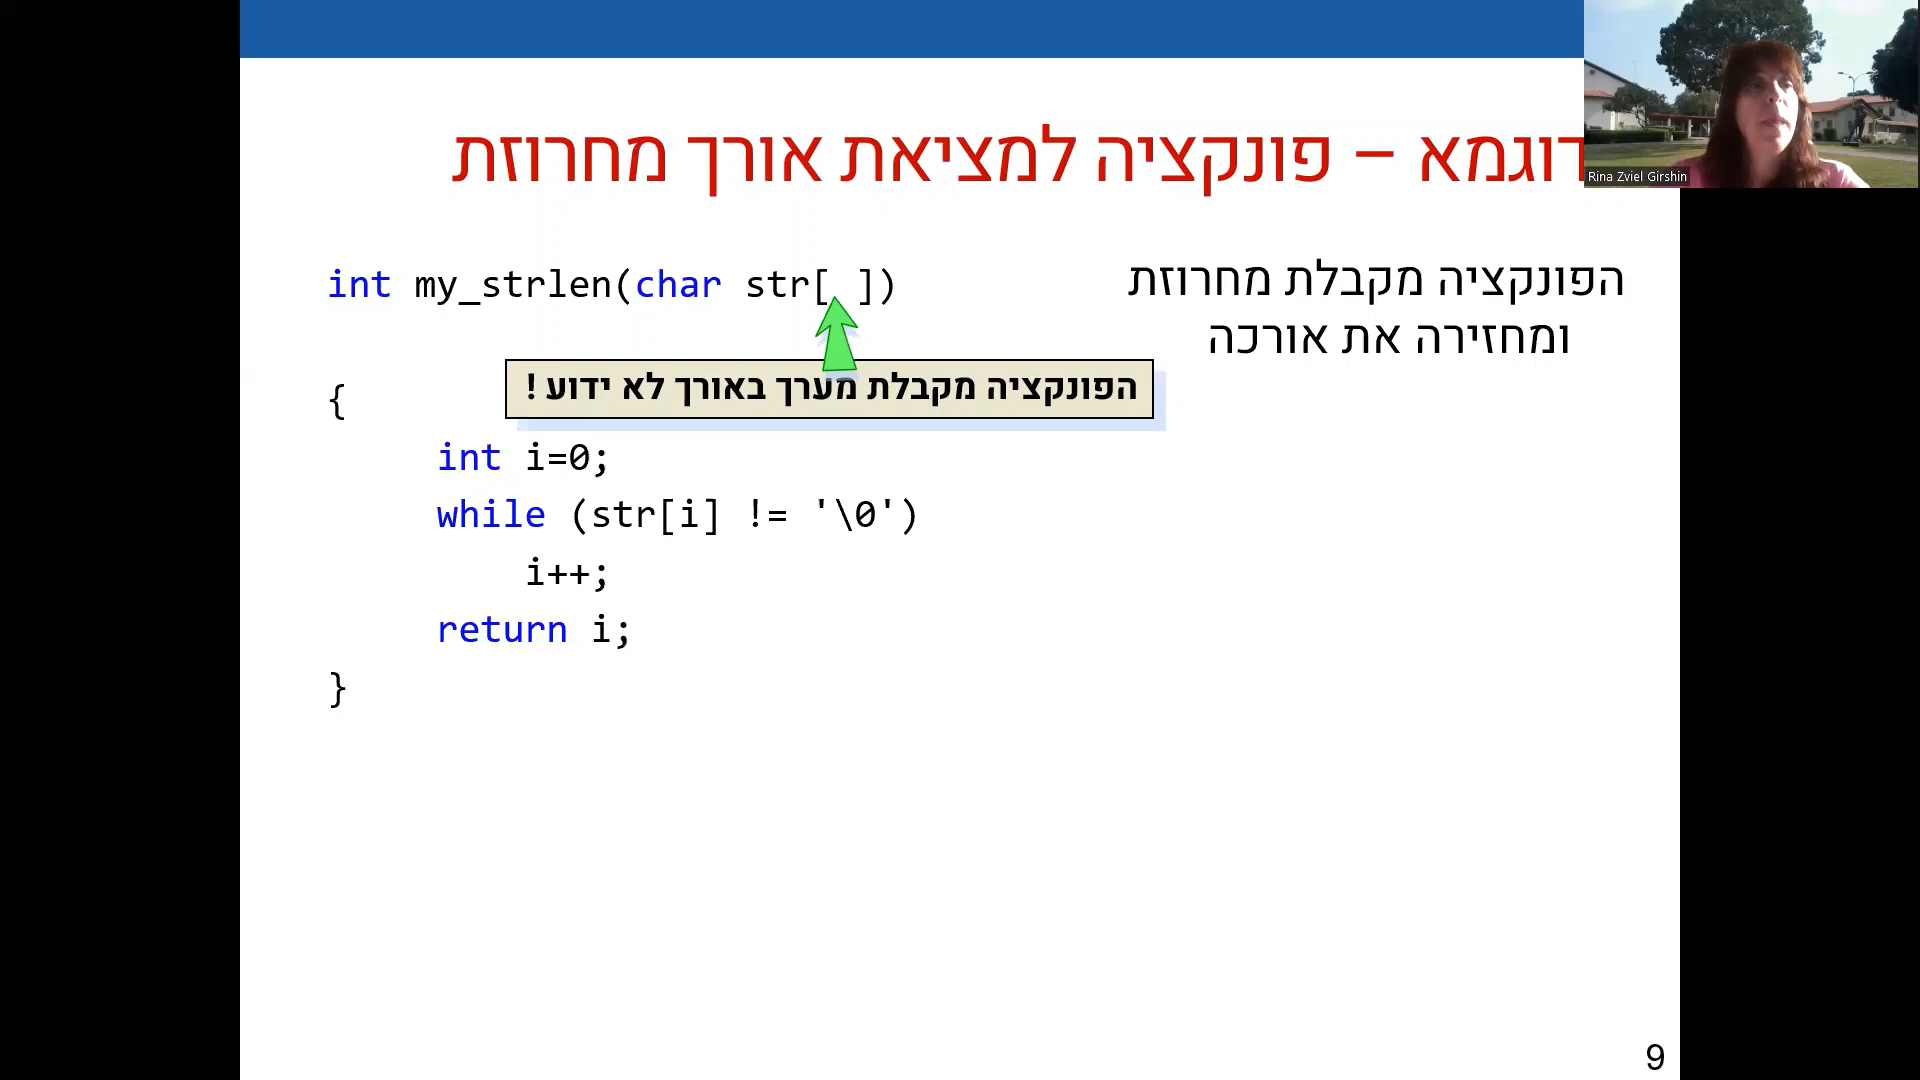 דוגמא – פונקציה למציאת אורך מחרוזת
Rina Zviel Girshin
הפונקציה מקבלת מחרוזת
ומחזירה את אורכה
int my_strlen(char str[ ])
הפונקציה מקבלת מערך באורך לא ידוע !
{
int i=0;
while (str[i] != '\0')
i++;
return i;
}
9